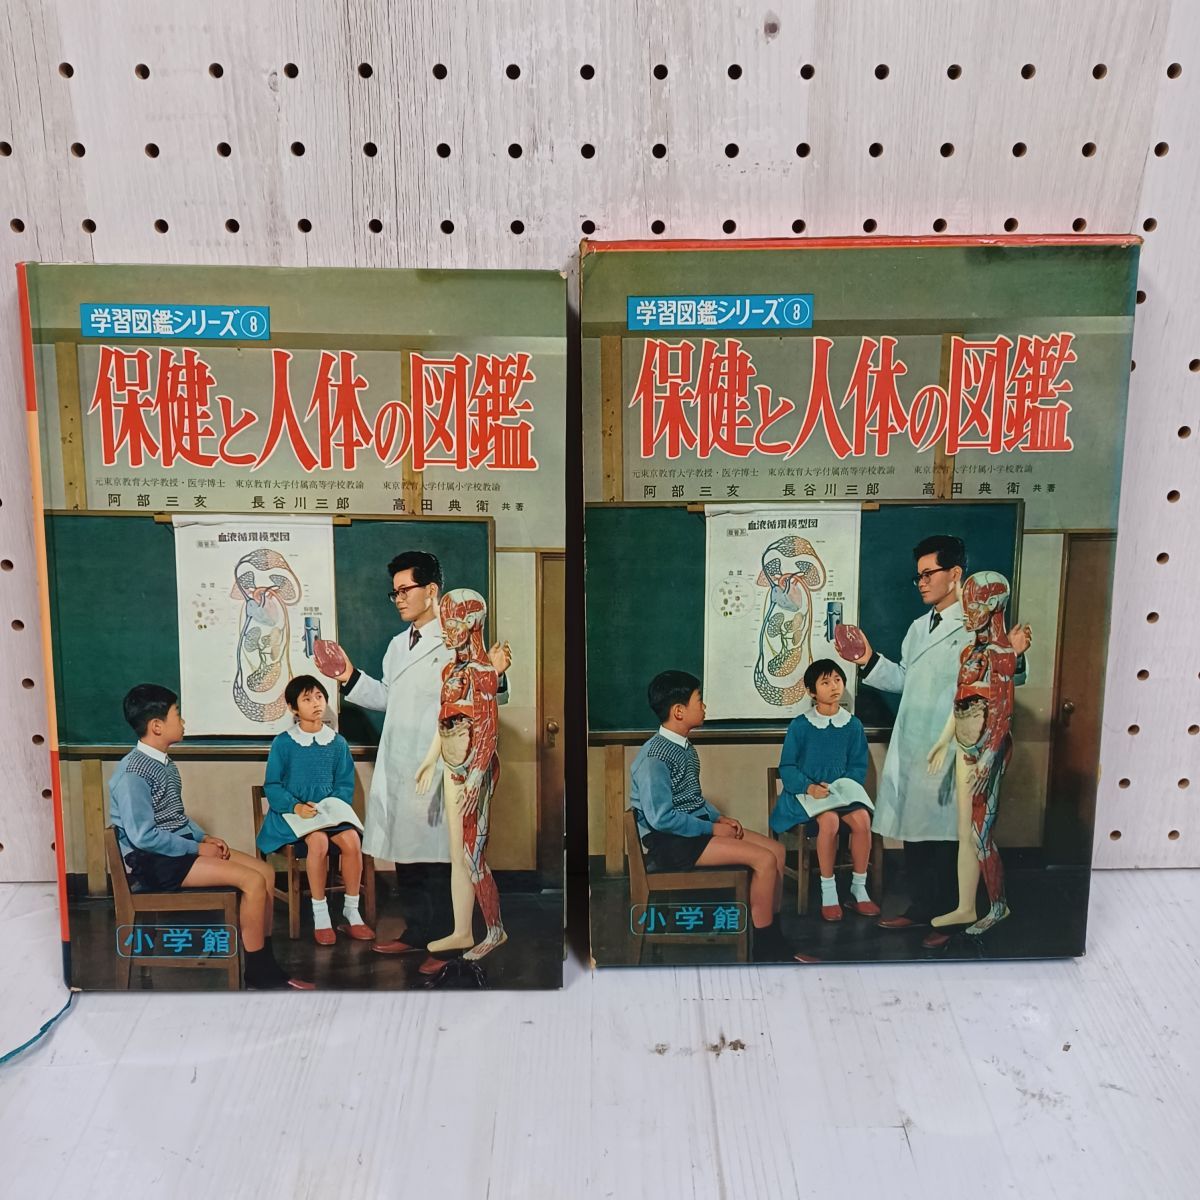 学習図鑑シリーズ⑧
保健と人体の図鑑
元東京教育大学教授・医学博士 東京教育大学付属高等学校教諭 東京教育大学付属小学校教諭
阿部三亥 長谷川三郎 高田典衛 共著
血液循環模型図
血球
小学館
学習図鑑シリーズ⑧
保健と人体の図鑑
元東京教育大学教授・医学博士 東京教育大学付属高等学校教諭 東京教育大学付属小学校教諭
阿部三亥 長谷川三郎 高田典衛 共著
血液循環模型図
血球
小学館